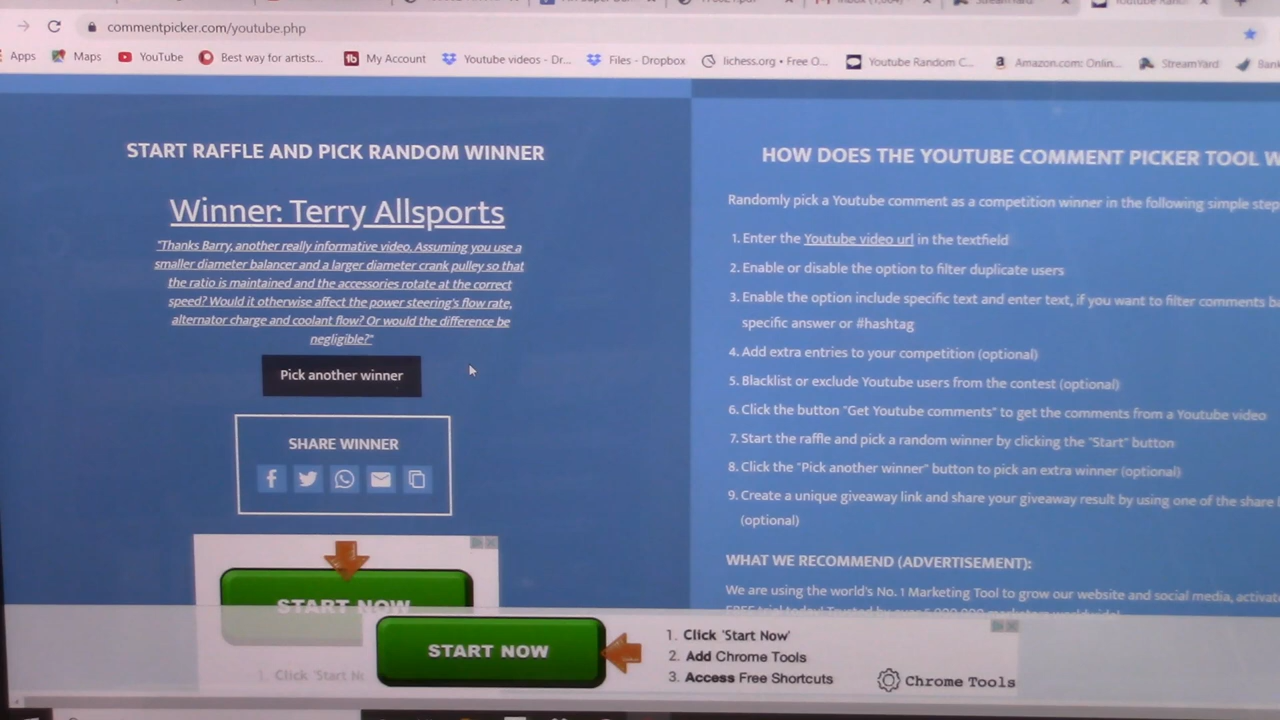 commentpicker.com/youtube.php
Apps Maps YouTube Best way for artists... My Account Youtube videos - Dr... Files - Dropbox lichess.org • Free O... Youtube Random C... Amazon.com: Onlin... StreamYard Bank
START RAFFLE AND PICK RANDOM WINNER
Winner: Terry Allsports
"Thanks Barry, another really informative video. Assuming you use a
smaller diameter balancer and a larger diameter crank pulley so that
the ratio is maintained and the accessories rotate at the correct
speed? Would it otherwise affect the power steering's flow rate,
alternator charge and coolant flow? Or would the difference be
negligible?"
Pick another winner
SHARE WINNER
START NOW
1. Click 'Start N
HOW DOES THE YOUTUBE COMMENT PICKER TOOL W
Randomly pick a Youtube comment as a competition winner in the following simple step
1. Enter the Youtube video url in the textfield
2. Enable or disable the option to filter duplicate users
3. Enable the option include specific text and enter text, if you want to filter comments ba
specific answer or #hashtag
4. Add extra entries to your competition (optional)
5. Blacklist or exclude Youtube users from the contest (optional)
6. Click the button "Get Youtube comments" to get the comments from a Youtube video
7. Start the raffle and pick a random winner by clicking the "Start" button
8. Click the "Pick another winner" button to pick an extra winner (optional)
9. Create a unique giveaway link and share your giveaway result by using one of the share
(optional)
WHAT WE RECOMMEND (ADVERTISEMENT):
We are using the world's No. 1 Marketing Tool to grow our website and social media, activat
START NOW
1. Click 'Start Now'
2. Add Chrome Tools
3. Access Free Shortcuts
Chrome Tools